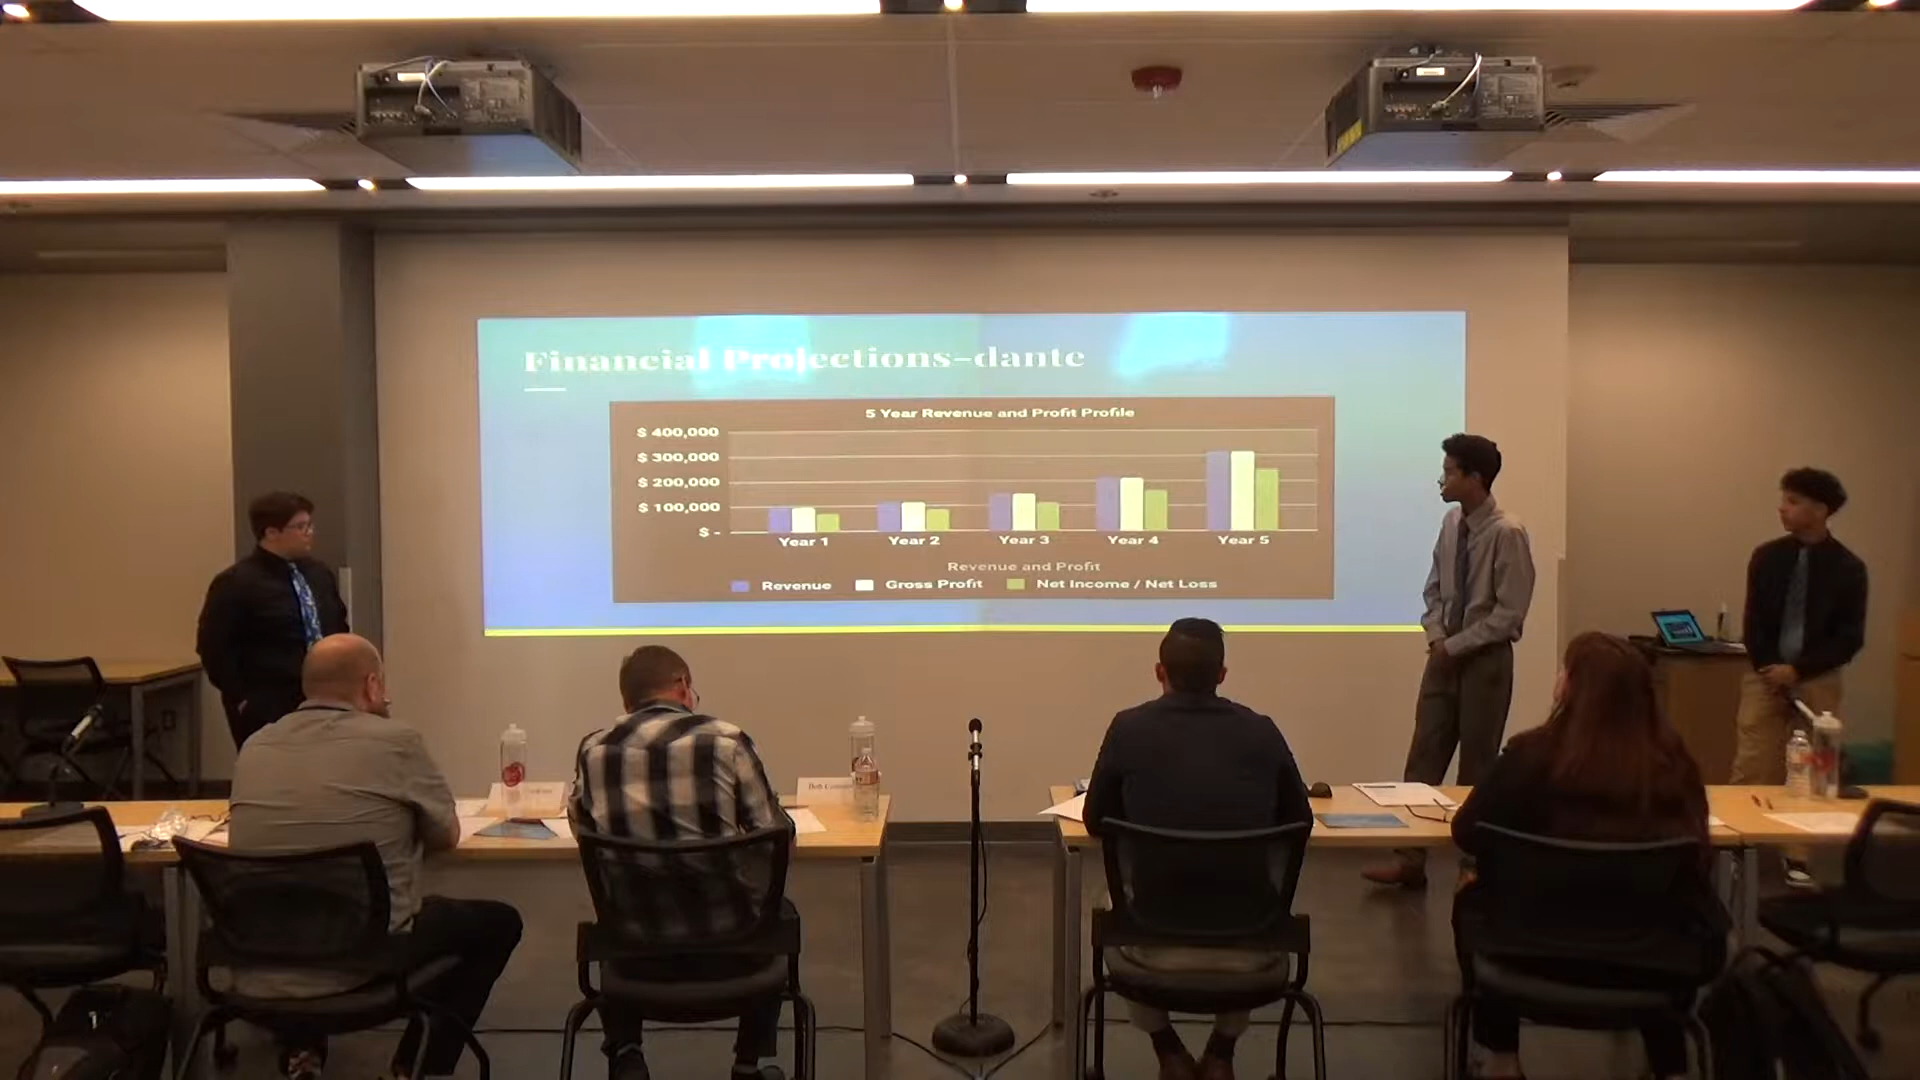 Financial Projections-dante
5 Year Revenue and Profit Profile
$ 400,000
$ 300,000
$ 200,000
$ 100,000
$ -
Year 1 Year 2 Year 3 Year 4 Year 5
Revenue and Profit
Revenue Gross Profit Net Income / Net Loss